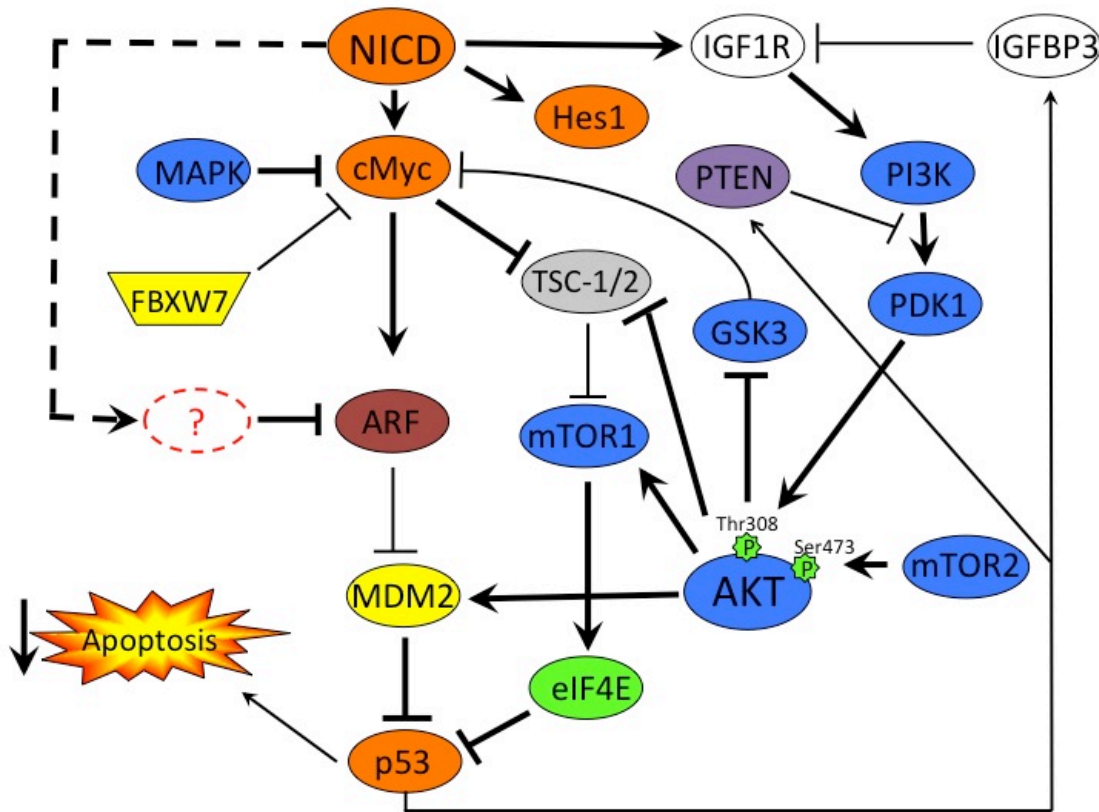 NICD
IGF1R
IGFBP3
Hes1
MAPK
cMyc
PTEN
PI3K
FBXW7
TSC-1/2
GSK3
PDK1
?
ARF
mTOR1
Thr308
P
Ser473
P
MDM2
AKT
mTOR2
Apoptosis
eIF4E
p53